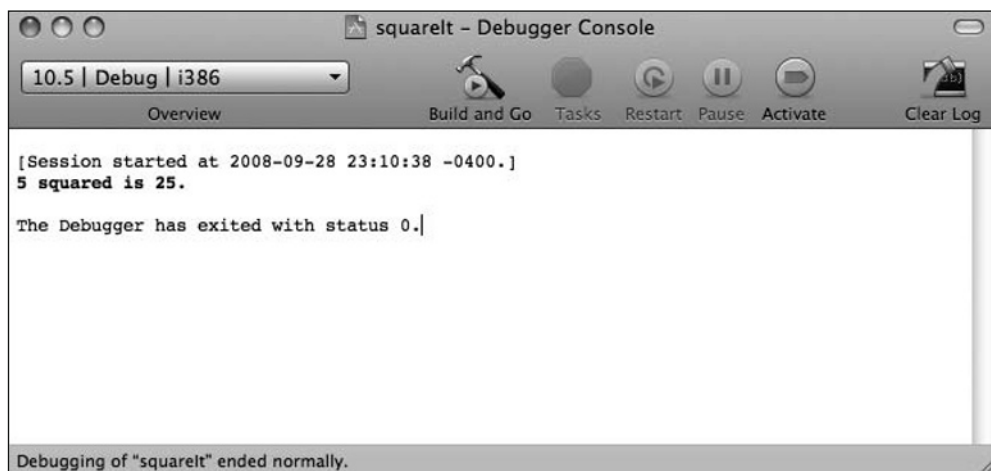 squareIt – Debugger Console
10.5 | Debug | i386
Overview
Build and Go
Tasks
Restart
Pause
Activate
Clear Log
[Session started at 2008-09-28 23:10:38 -0400.]
5 squared is 25.
The Debugger has exited with status 0.
Debugging of “squareIt” ended normally.